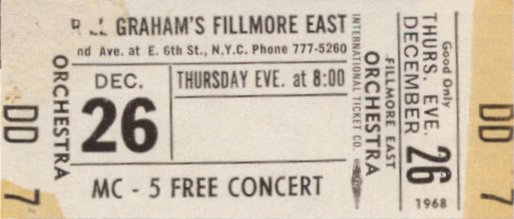 GRAHAM'S FILLMORE EAST
nd Ave. at E. 6th St., N.Y.C. Phone 777-5260
DD 7
ORCHESTRA
DEC.
26
THURSDAY EVE. at 8:00
MC - 5 FREE CONCERT
INTERNATIONAL TICKET CO.
ORCHESTRA
FILLMORE EAST
Good Only
THURS. EVE.
DECEMBER
26
1968
DD 7